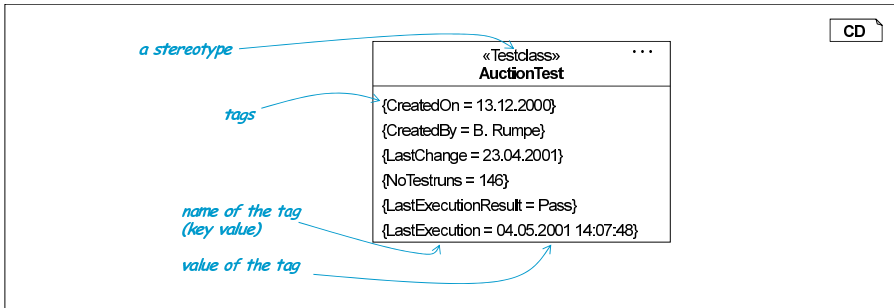 CD
a stereotype
«Testclass»
...
AuctionTest
tags
{CreatedOn = 13.12.2000}
{CreatedBy = B. Rumpe}
{LastChange = 23.04.2001}
{NoTestruns = 146}
{LastExecutionResult = Pass}
{LastExecution = 04.05.2001 14:07:48}
name of the tag
(key value)
value of the tag